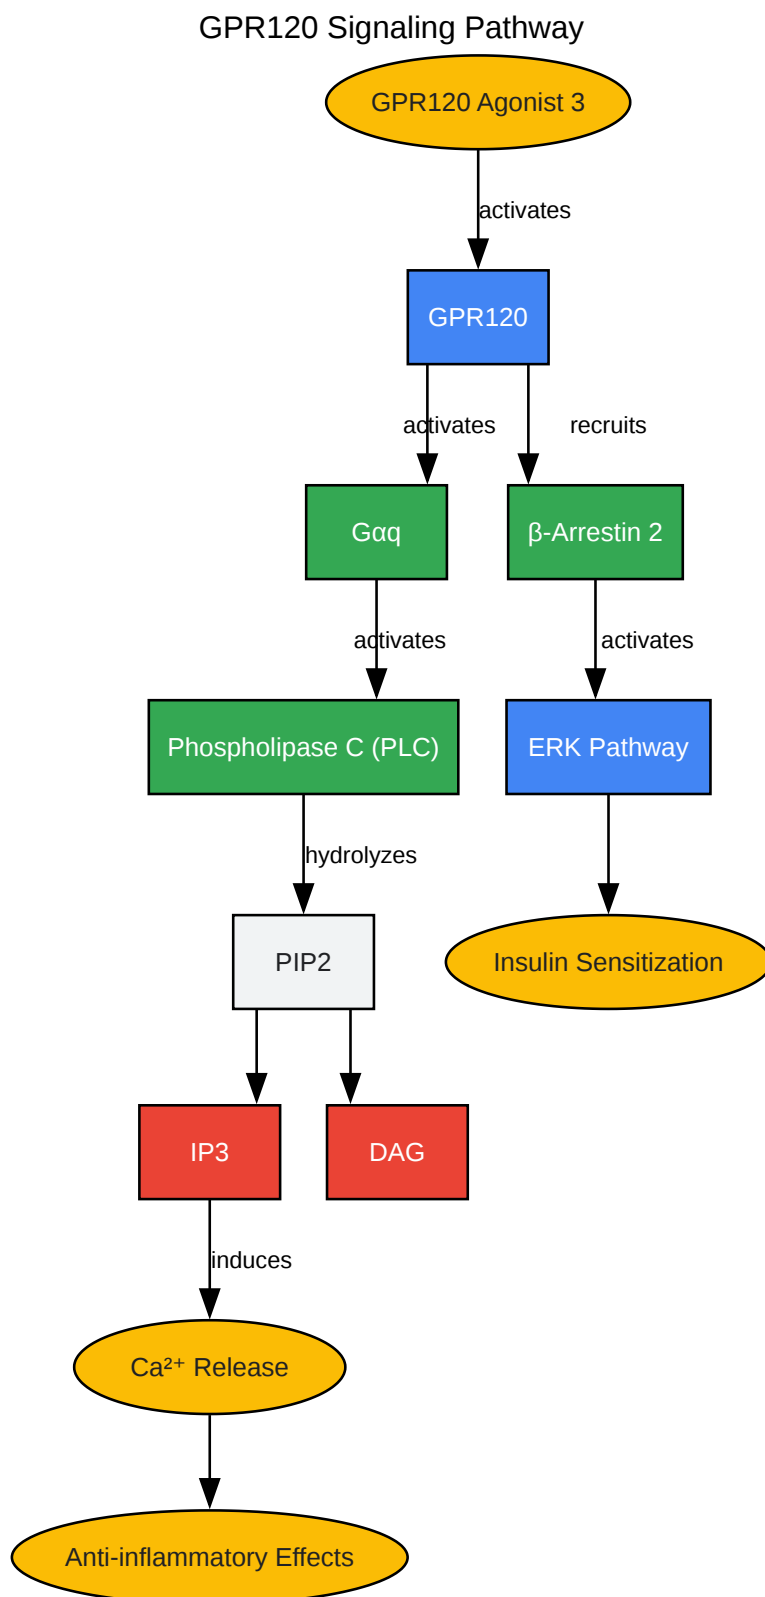 GPR120 Signaling Pathway
GPR120 Agonist 3
activates
GPR120
activates
recruits
Gαq
β-Arrestin 2
activates
activates
Phospholipase C (PLC)
ERK Pathway
hydrolyzes
PIP2
Insulin Sensitization
IP3
DAG
induces
Ca²⁺ Release
Anti-inflammatory Effects